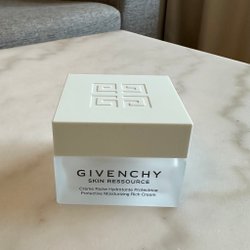 GIVENCHY
SKIN RESSOURCE
Crème Riche Hydratante Protectrice
Protective Moisturizing Rich Cream